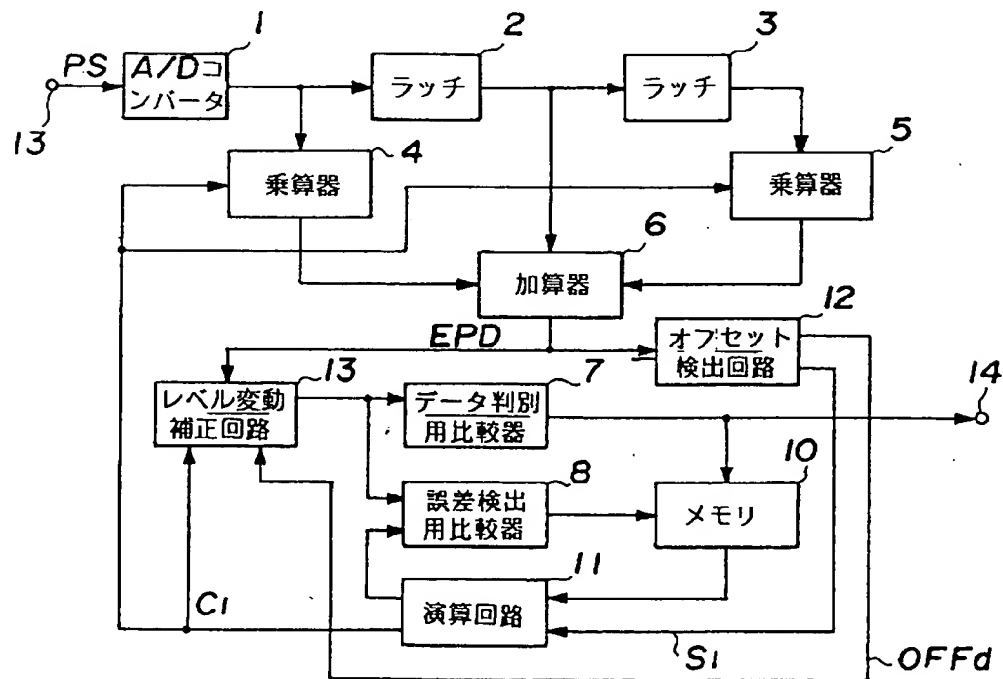 1
2
3
PS
A/Dコ
ンバータ
ラッチ
ラッチ
13
4
5
乗算器
乗算器
6
加算器
12
EPD
オフセット
検出回路
13
7
14
レベル変動
補正回路
データ判別
用比較器
8
10
誤差検出
用比較器
メモリ
11
演算回路
C1
S1
OFFd